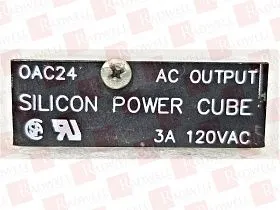 OAC24 AC OUTPUT
SILICON POWER CUBE
3A 120VAC